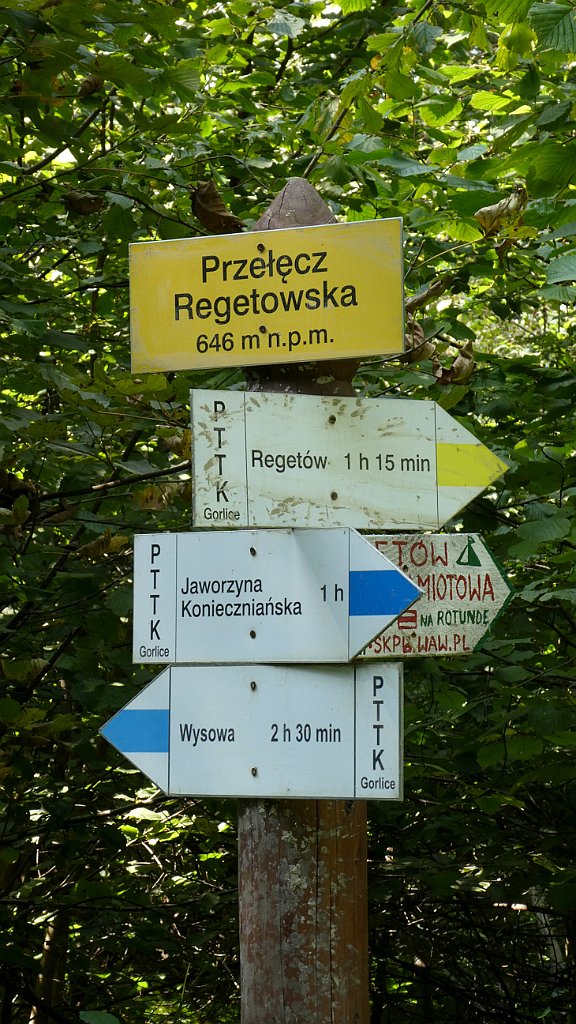 Przełęcz
Regetowska
646 m n.p.m.
PTTK
Gorlice
Regetów 1 h 15 min
PTTK
Gorlice
Jaworzyna
Konieczniańska
1 h
NA ROTUNDE
SKPB.WAW.PL
Wysowa 2 h 30 min
PTTK
Gorlice